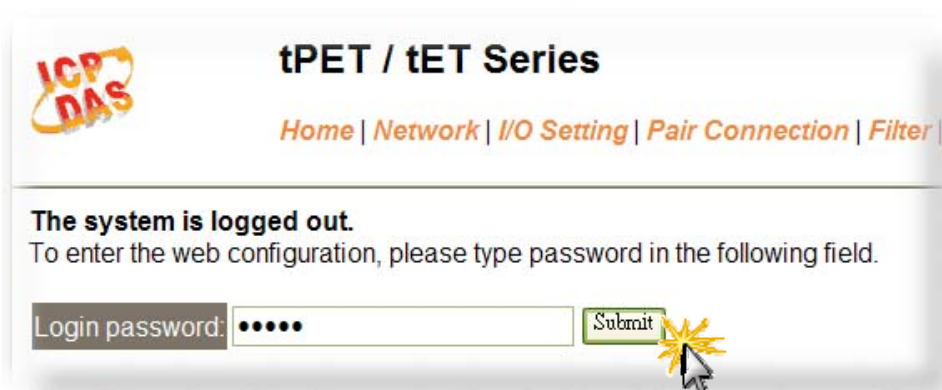 ICP
DAS
tPET / tET Series
Home | Network | I/O Setting | Pair Connection | Filter |
The system is logged out.
To enter the web configuration, please type password in the following field.
Login password: ••••• Submit